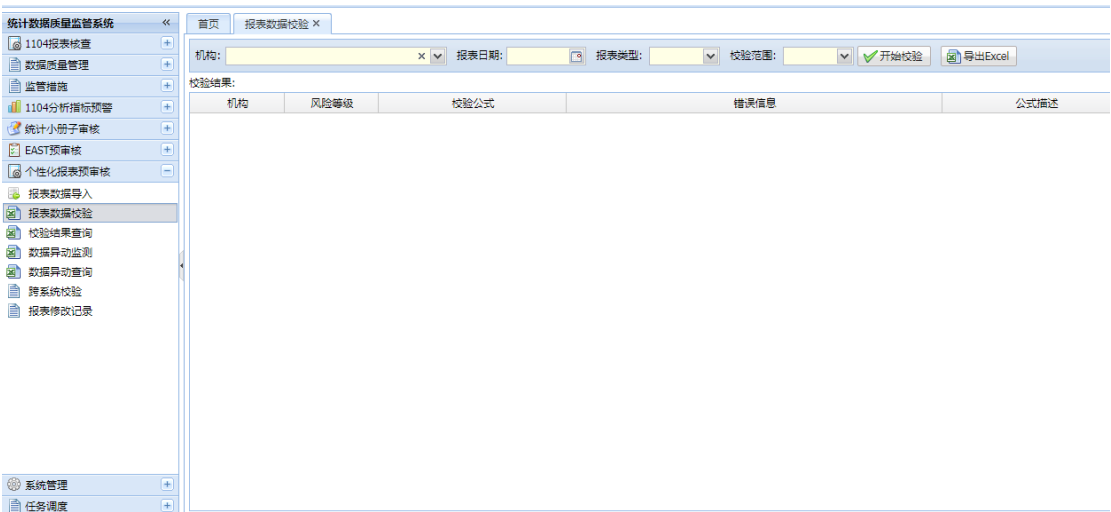 统计数据质量监管系统
1104报表核查
数据质量管理
监管措施
1104分析指标预警
统计小册子审核
EAST预审核
个性化报表预审核
报表数据导入
报表数据校验
校验结果查询
数据异动监测
数据异动查询
跨系统校验
报表修改记录
系统管理
任务调度
首页 报表数据校验
机构: 报表日期: 报表类型: 校验范围: 开始校验 导出Excel
校验结果:
机构 风险等级 校验公式 错误信息 公式描述